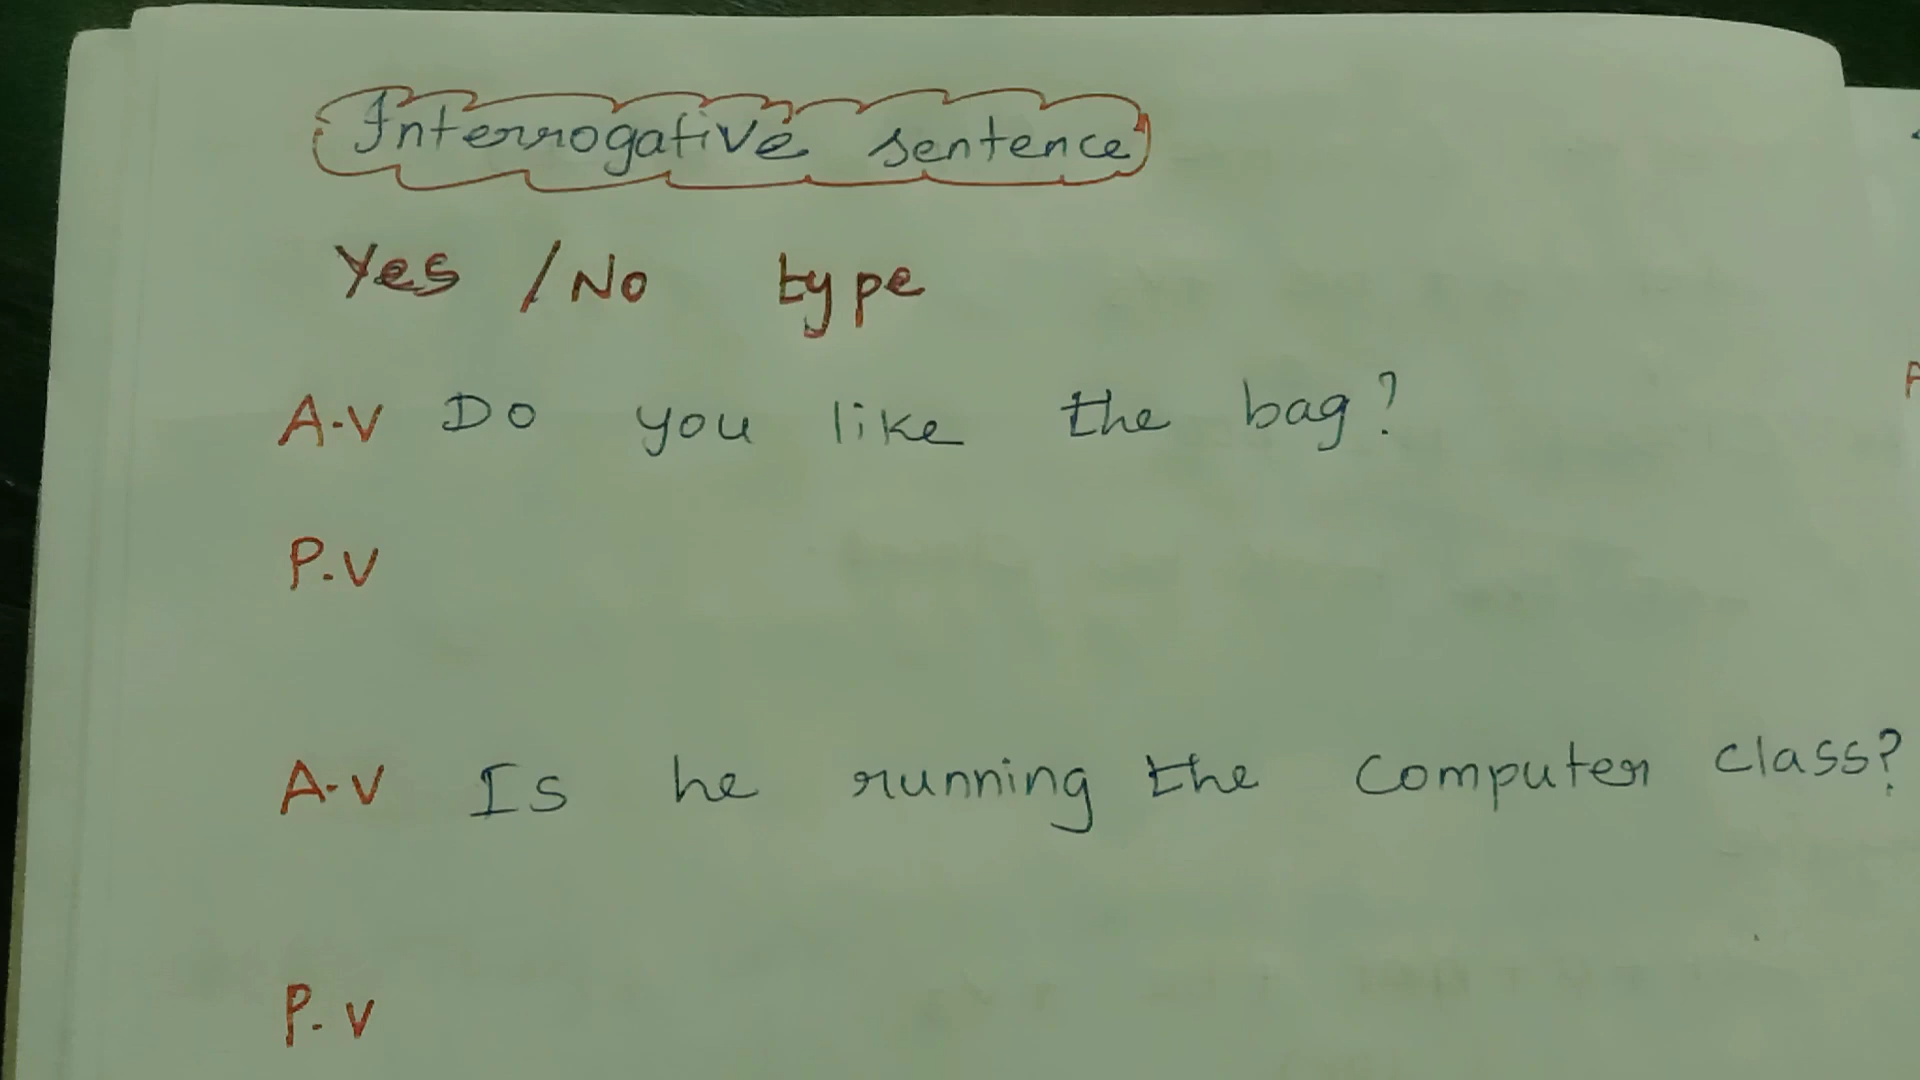 Interrogative sentence
Yes / No type
A.V Do you like the bag?
P.V
A.V Is he running the computer class?
P.V